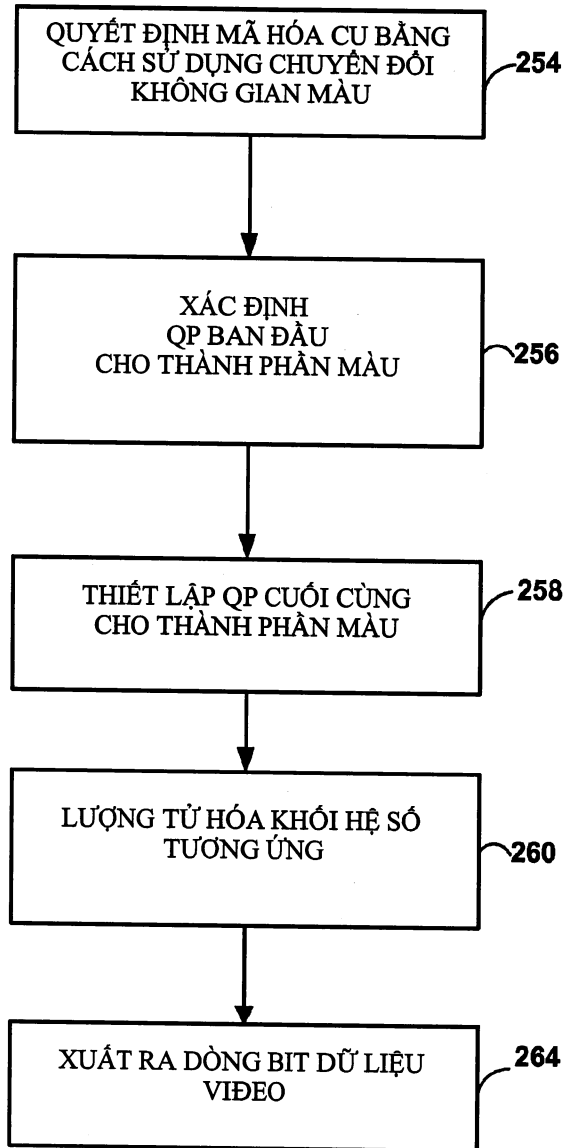 QUYẾT ĐỊNH MÃ HÓA CU BẰNG
CÁCH SỬ DỤNG CHUYỂN ĐỔI
KHÔNG GIAN MÀU
254
XÁC ĐỊNH
QP BAN ĐẦU
CHO THÀNH PHẦN MÀU
256
THIẾT LẬP QP CUỐI CÙNG
CHO THÀNH PHẦN MÀU
258
LƯỢNG TỬ HÓA KHỐI HỆ SỐ
TƯƠNG ỨNG
260
XUẤT RA DÒNG BIT DỮ LIỆU
VIĐEO
264